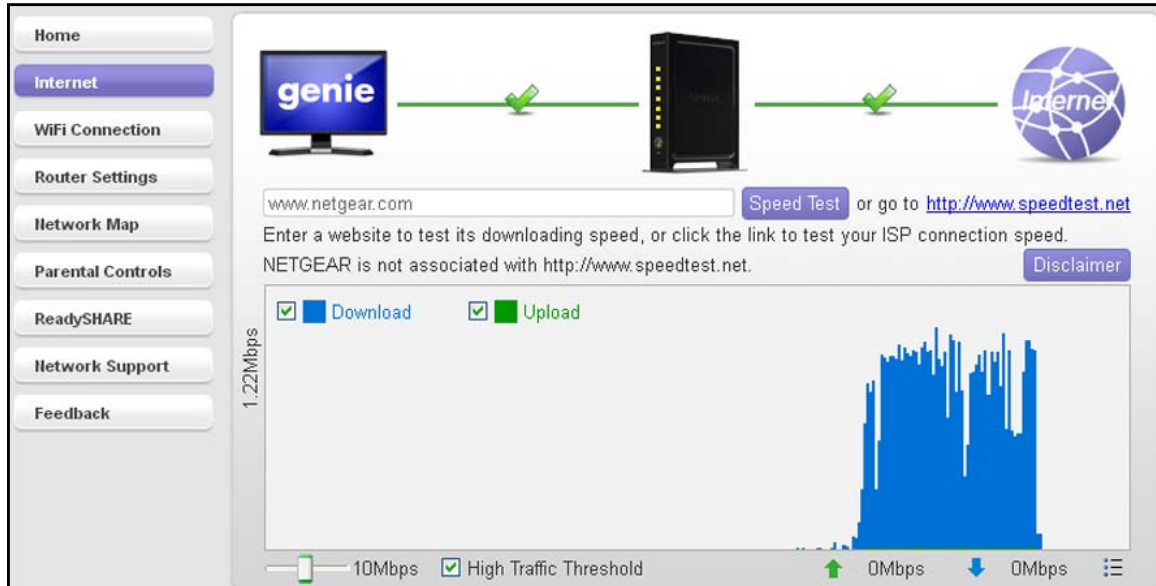 Home
Internet
WiFi Connection
Router Settings
Network Map
Parental Controls
ReadySHARE
Network Support
Feedback
genie
Internet
www.netgear.com
Speed Test or go to http://www.speedtest.net
Enter a website to test its downloading speed, or click the link to test your ISP connection speed.
NETGEAR is not associated with http://www.speedtest.net.
Disclaimer
Download
Upload
1.22Mbps
10Mbps
High Traffic Threshold
0Mbps
0Mbps